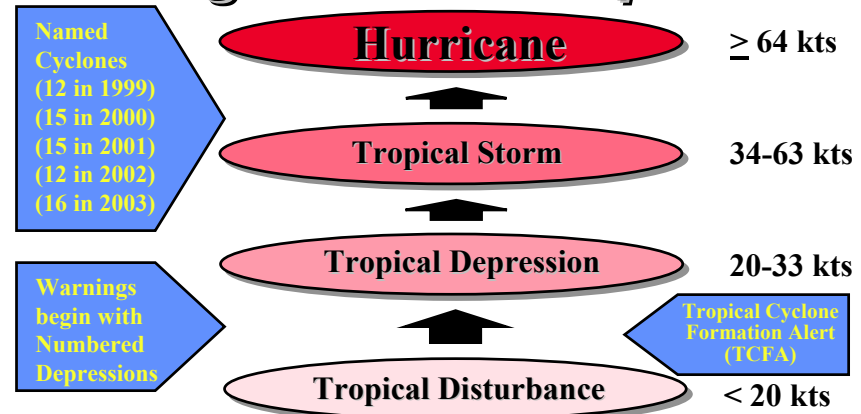 Named
Cyclones
(12 in 1999)
(15 in 2000)
(15 in 2001)
(12 in 2002)
(16 in 2003)
Hurricane
> 64 kts
Tropical Storm
34-63 kts
Tropical Depression
20-33 kts
Warnings
begin with
Numbered
Depressions
Tropical Cyclone
Formation Alert
(TCFA)
Tropical Disturbance
< 20 kts